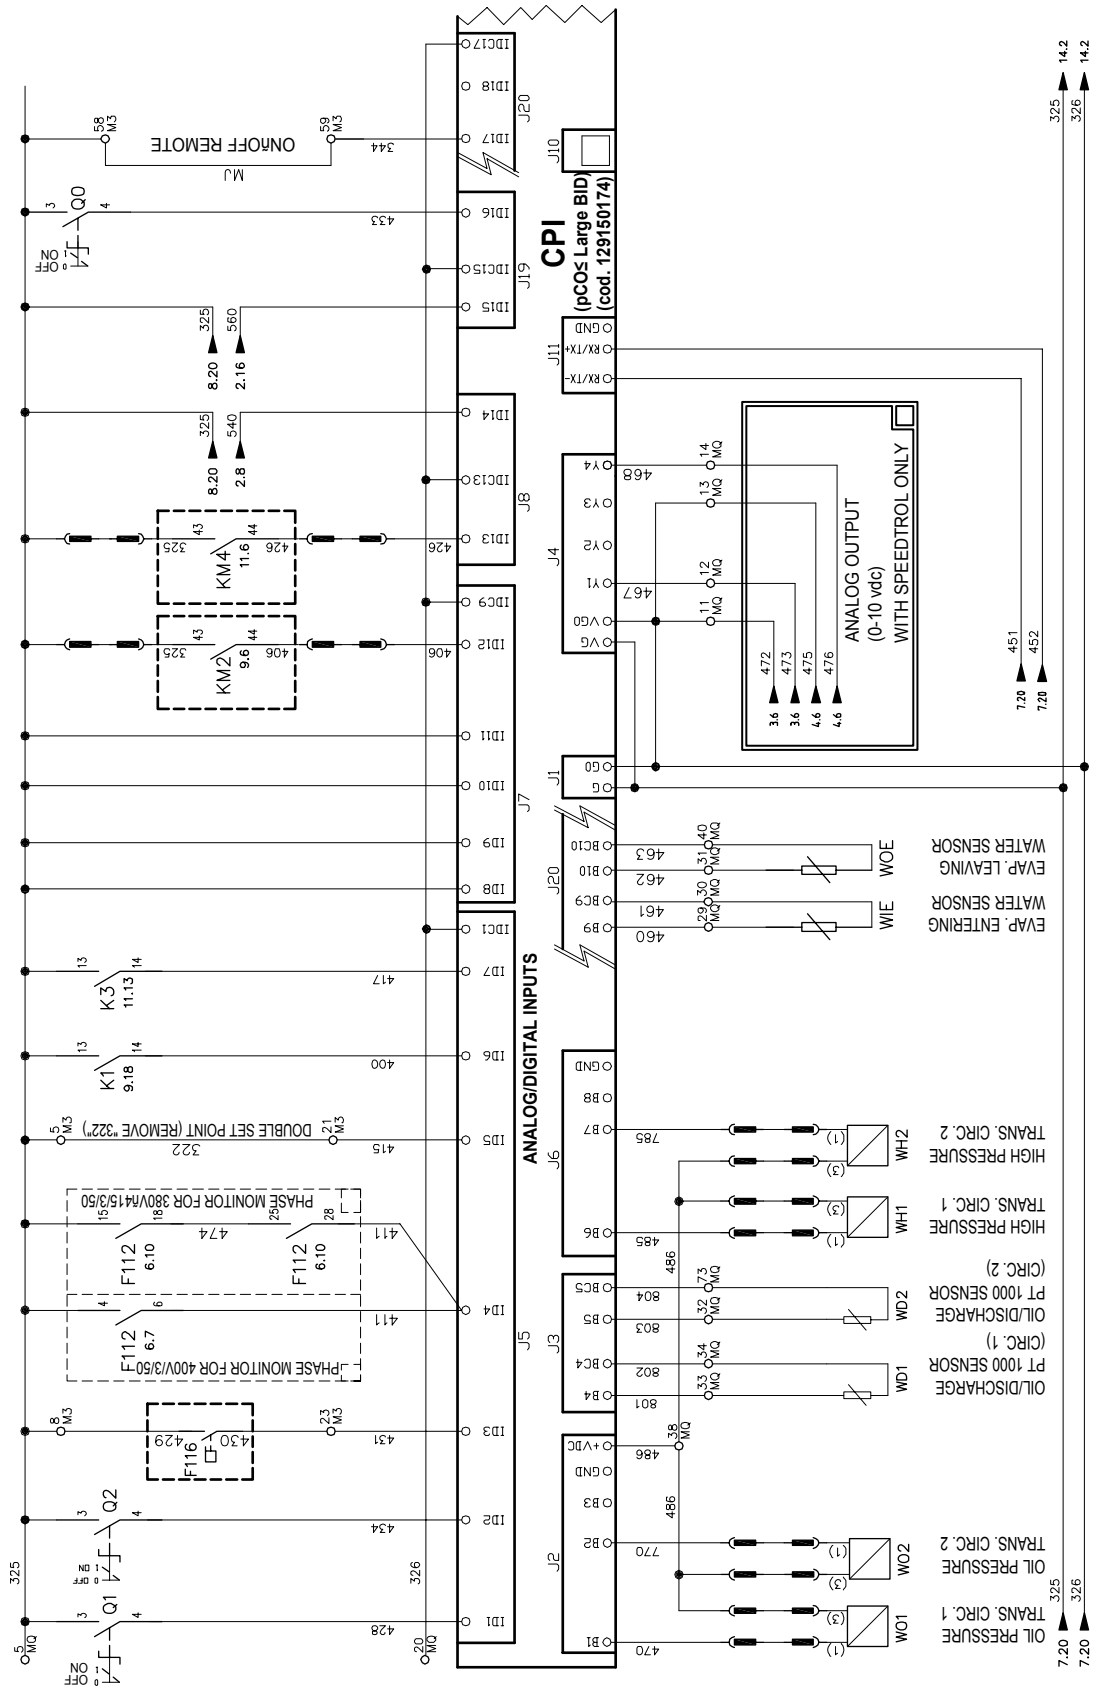 14.2
14.2
325
326
IDC17
ID18
ID17
J20
58
M3
59
M3
ON�OFF REMOTE
MJ
344
J10
3
Q0
4
433
0 OFF
1 ON
ID16
IDC15
ID15
J19
CPI
(pCO≤ Large BID)
(cod. 129150174)
325
560
8.20
2.16
GND
RX/TX+
RX/TX-
J11
325
540
8.20
2.8
ID14
IDC13
ID13
J8
43
44
325
426
KM4
11.6
426
Y4
Y3
Y2
Y1
VG0
VG
J4
468
467
14
MQ
13
MQ
12
MQ
11
MQ
472
473
475
476
3.6
3.6
4.6
4.6
ANALOG OUTPUT
(0-10 vdc)
WITH SPEEDTROL ONLY
451
452
7.20
7.20
43
44
325
406
KM2
9.6
406
IDC9
ID12
ID11
ID10
ID9
ID8
J7
J1
G0
G
J20
BC10
B10
BC9
B9
463
462
461
460
40
MQ
31
MQ
30
MQ
29
MQ
WOE
EVAP. LEAVING
WATER SENSOR
WIE
EVAP. ENTERING
WATER SENSOR
13
14
K3
11.13
417
IDC1
ID7
13
14
K1
9.18
400
ID6
ANALOG/DIGITAL INPUTS
5
M3
21
M3
DOUBLE SET POINT (REMOVE "322")
322
415
ID5
J5
J6
GND
B8
B7
B6
785
485
486
(1)
(3)
WH2
HIGH PRESSURE
TRANS. CIRC. 2
(3)
(1)
WH1
HIGH PRESSURE
TRANS. CIRC. 1
PHASE MONITOR FOR 380V�415/3/50
15
18
25
28
F112
6.10
474
F112
6.10
411
4
6
F112
6.7
411
PHASE MONITOR FOR 400V/3/50
ID4
J3
BC5
B5
BC4
B4
804
803
802
801
73
MQ
32
MQ
34
MQ
33
MQ
WD2
OIL/DISCHARGE
PT 1000 SENSOR
(CIRC. 2)
WD1
OIL/DISCHARGE
PT 1000 SENSOR
(CIRC. 1)
8
M3
23
M3
429
430
F116
431
ID3
+VDC
GND
B3
B2
B1
J2
486
38
MQ
486
770
470
(1)
(3)
WO2
OIL PRESSURE
TRANS. CIRC. 2
(3)
(1)
WO1
OIL PRESSURE
TRANS. CIRC. 1
3
4
Q2
434
ID2
0 OFF
1 ON
3
4
Q1
428
ID1
0 OFF
1 ON
325
5
MQ
326
20
MQ
325
326
7.20
7.20